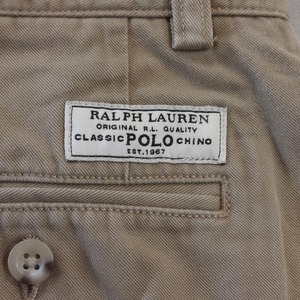 RALPH LAUREN
ORIGINAL R.L. QUALITY
CLASSIC POLO CHINO
EST. 1967